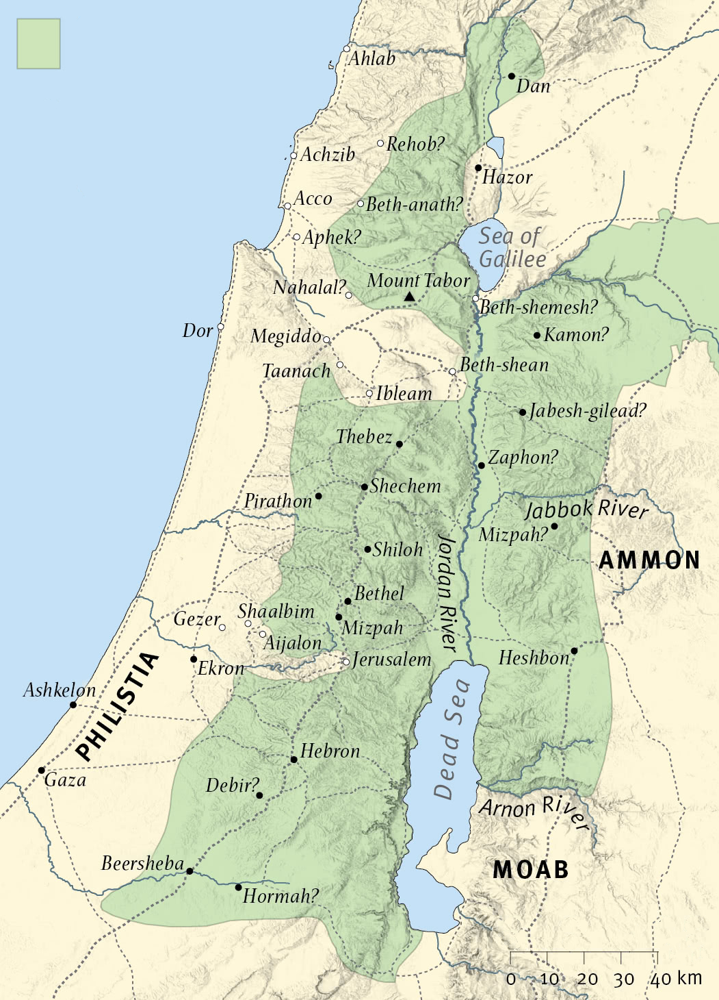 Ahlab
Dan
Rehob?
Achzib
Hazor
Acco
Beth-anath?
Aphek?
Sea of
Galilee
Mount Tabor
Nahalal?
Beth-shemesh?
Dor
Megiddo
Kamon?
Taanach
Beth-shean
Ibleam
Jabesh-gilead?
Thebez
Zaphon?
Shechem
Pirathon
Jabbok River
Mizpah?
Shiloh
Jordan River
AMMON
Bethel
Shaalbim
Gezer
Mizpah
Aijalon
Jerusalem
Heshbon
Ekron
PHILISTIA
Ashkelon
Dead Sea
Hebron
Gaza
Debir?
Arnon River
Beersheba
MOAB
Hormah?
0 10 20 30 40 km